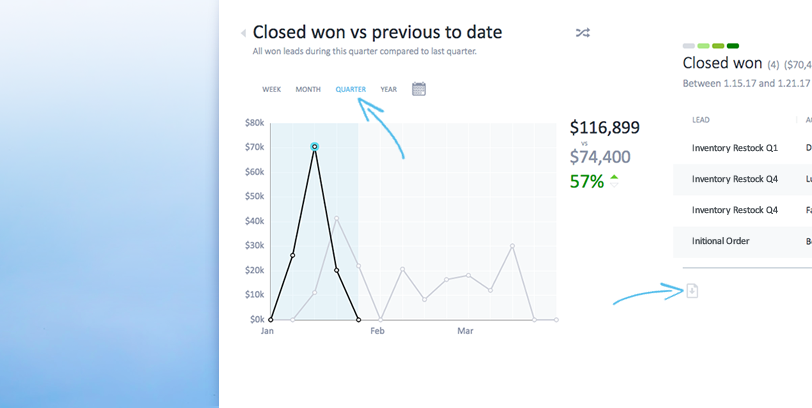 Closed won vs previous to date
All won leads during this quarter compared to last quarter.
WEEK MONTH QUARTER YEAR
$80k
$70k
$60k
$50k
$40k
$30k
$20k
$10k
$0k
Jan Feb Mar
$116,899
vs
$74,400
57%
Closed won (4) ($70,4
Between 1.15.17 and 1.21.17
LEAD
Inventory Restock Q1 D
Inventory Restock Q4 Lu
Inventory Restock Q4 Fa
Initional Order B